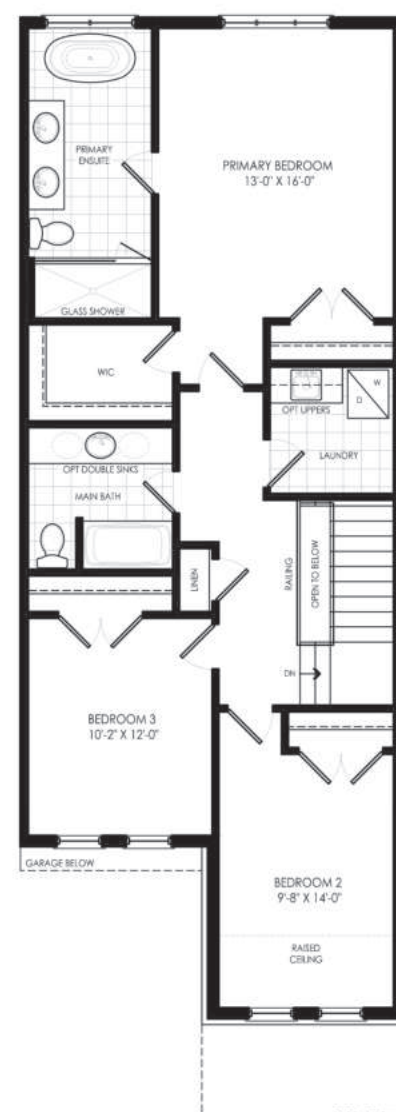 PRIMARY
ENSUITE
PRIMARY BEDROOM
13'-0" X 16'-0"
GLASS SHOWER
WIC
OPT UPPERS
W
D
LAUNDRY
OPT DOUBLE SINKS
MAIN BATH
LINEN
RAILING
OPEN TO BELOW
DN
BEDROOM 3
10'-2" X 12'-0"
GARAGE BELOW
BEDROOM 2
9'-8" X 14'-0"
RAISED
CEILING